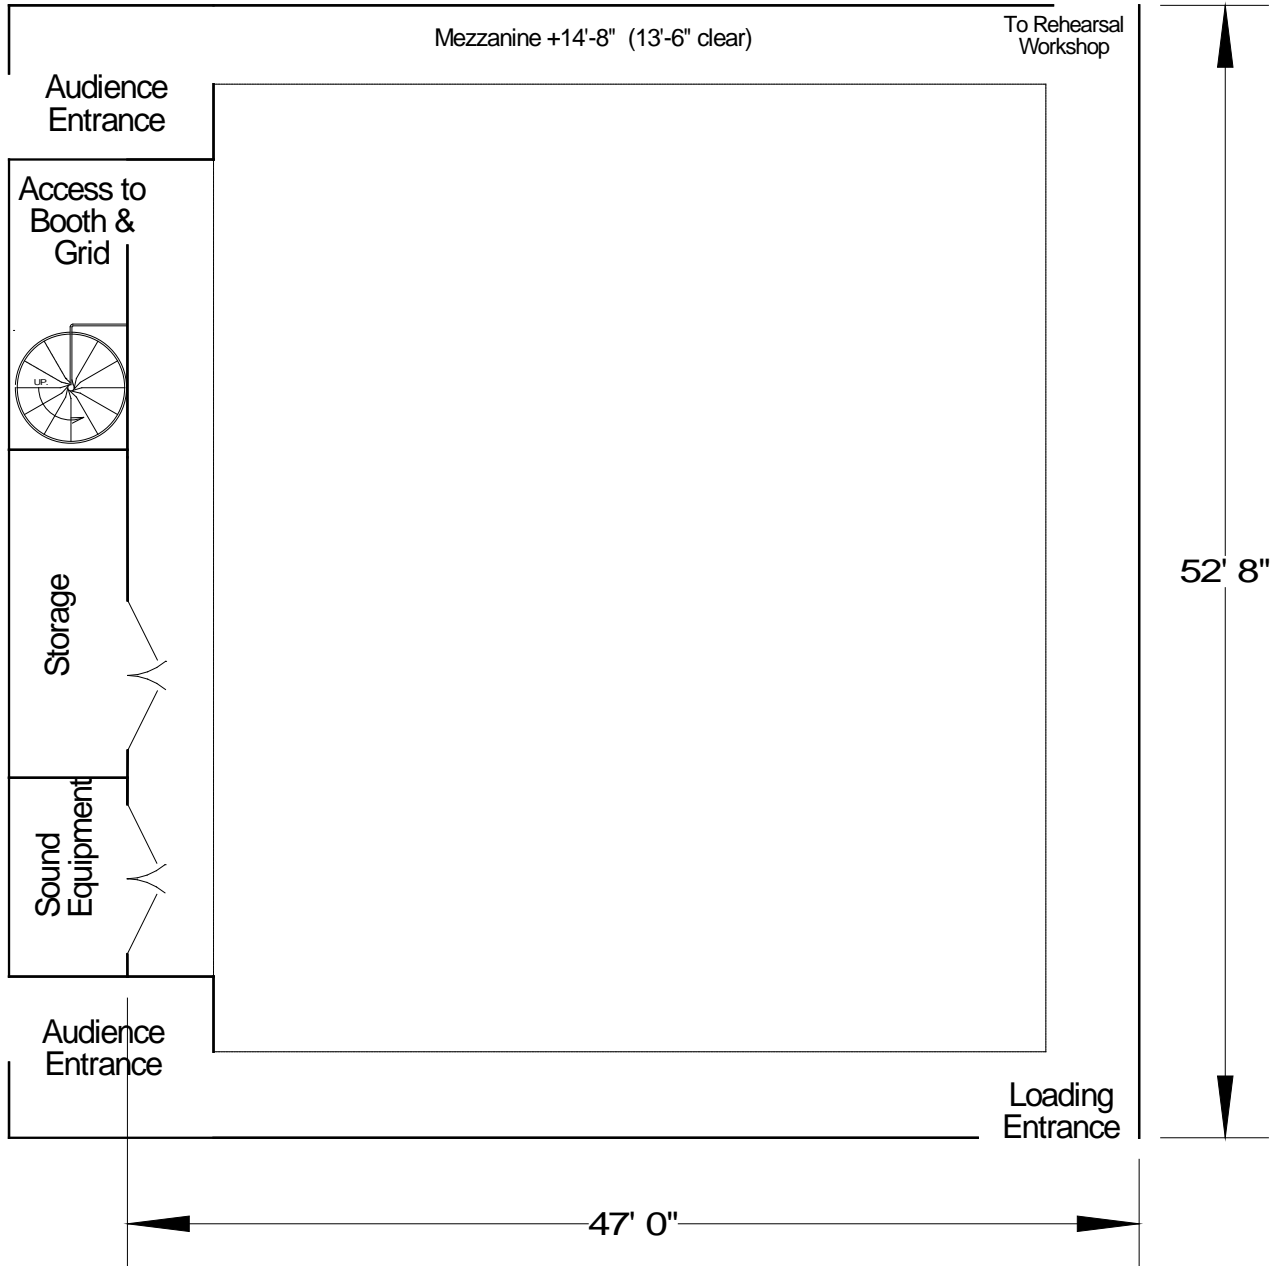 Mezzanine +14'-8" (13'-6" clear)
To Rehearsal
Workshop
Audience
Entrance
Access to
Booth &
Grid
UP.
52' 8"
Storage
Sound
Equipment
Audience
Entrance
Loading
Entrance
47' 0"